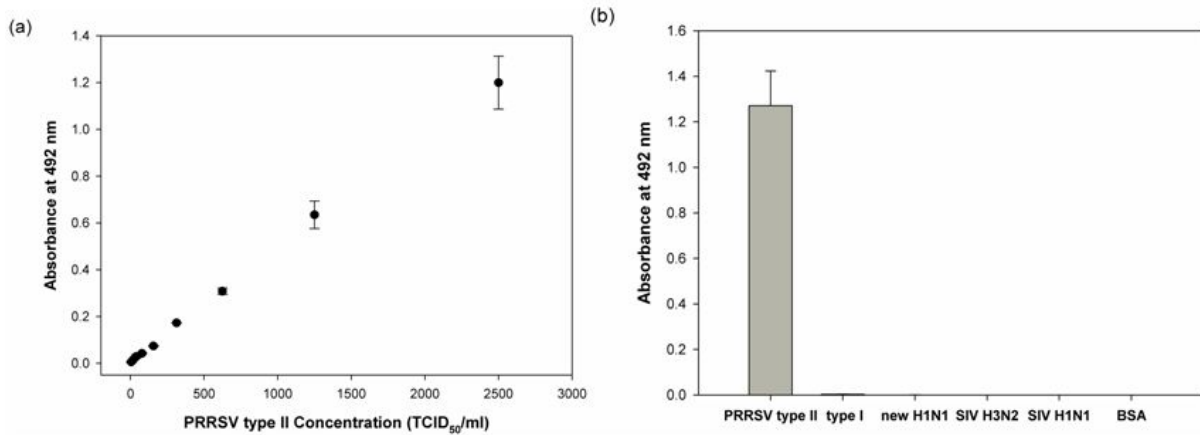 (a)
Absorbance at 492 nm
1.4
1.2
1.0
0.8
0.6
0.4
0.2
0.0
0 500 1000 1500 2000 2500 3000
PRRSV type II Concentration (TCID50/ml)
(b)
Absorbance at 492 nm
1.6
1.4
1.2
1.0
0.8
0.6
0.4
0.2
0.0
PRRSV type II type I new H1N1 SIV H3N2 SIV H1N1 BSA